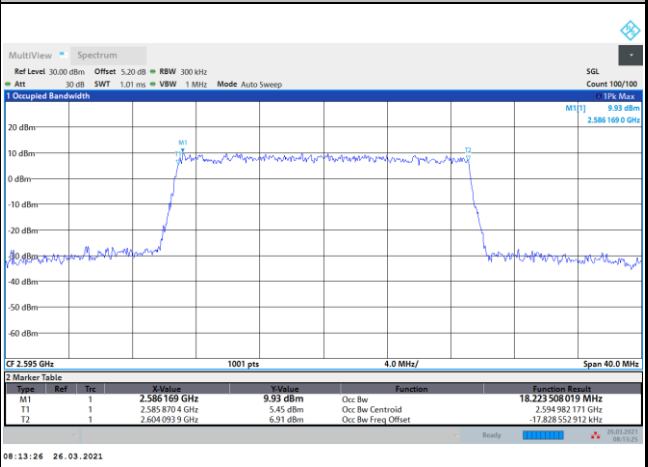 MultiView Spectrum
Ref Level 30.00 dBm Offset 5.20 dB RBW 300 kHz SGL
Att 30 dB SWT 1.01 ms VBW 1 MHz Mode Auto Sweep Count 100/100
1 Occupied Bandwidth 1Pk Max
M1[1] 9.93 dBm
2.586 169 0 GHz
20 dBm
M1
T2
10 dBm
T1
0 dBm
-10 dBm
-20 dBm
-30 dBm
-40 dBm
-50 dBm
-60 dBm
CF 2.595 GHz 1001 pts 4.0 MHz/ Span 40.0 MHz
2 Marker Table
Type Ref Trc X-Value Y-Value Function Function Result
M1 1 2.586 169 GHz 9.93 dBm Occ Bw 18.223 508 019 MHz
T1 1 2.585 870 4 GHz 5.45 dBm Occ Bw Centroid 2.594 982 171 GHz
T2 1 2.604 093 9 GHz 6.91 dBm Occ Bw Freq Offset -17.828 552 912 kHz
Ready 26.03.2021
08:13:25
08:13:26 26.03.2021